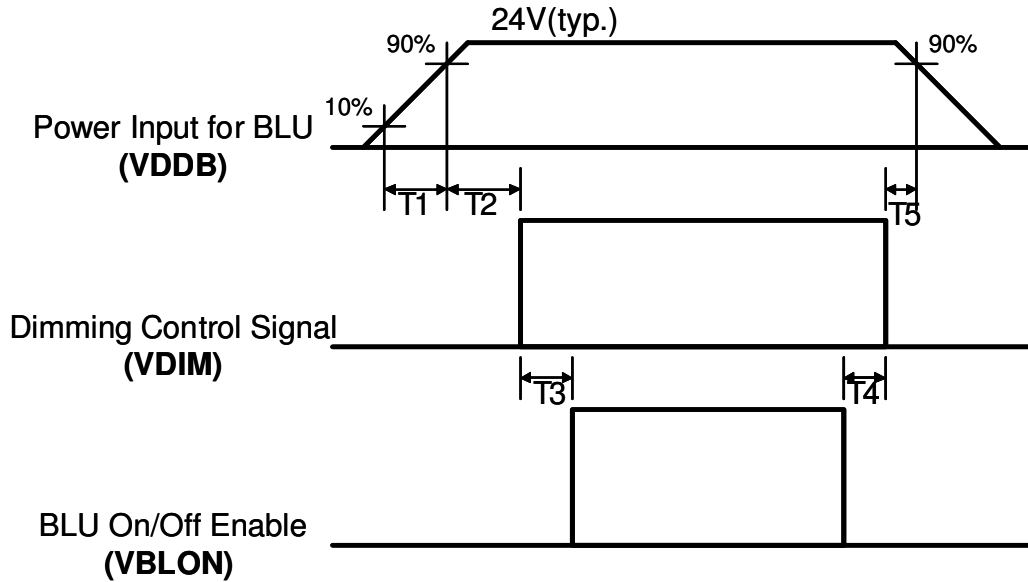 24V(typ.)
90%
90%
10%
Power Input for BLU
(VDDB)
T1
T2
T5
Dimming Control Signal
(VDIM)
T3
T4
BLU On/Off Enable
(VBLON)